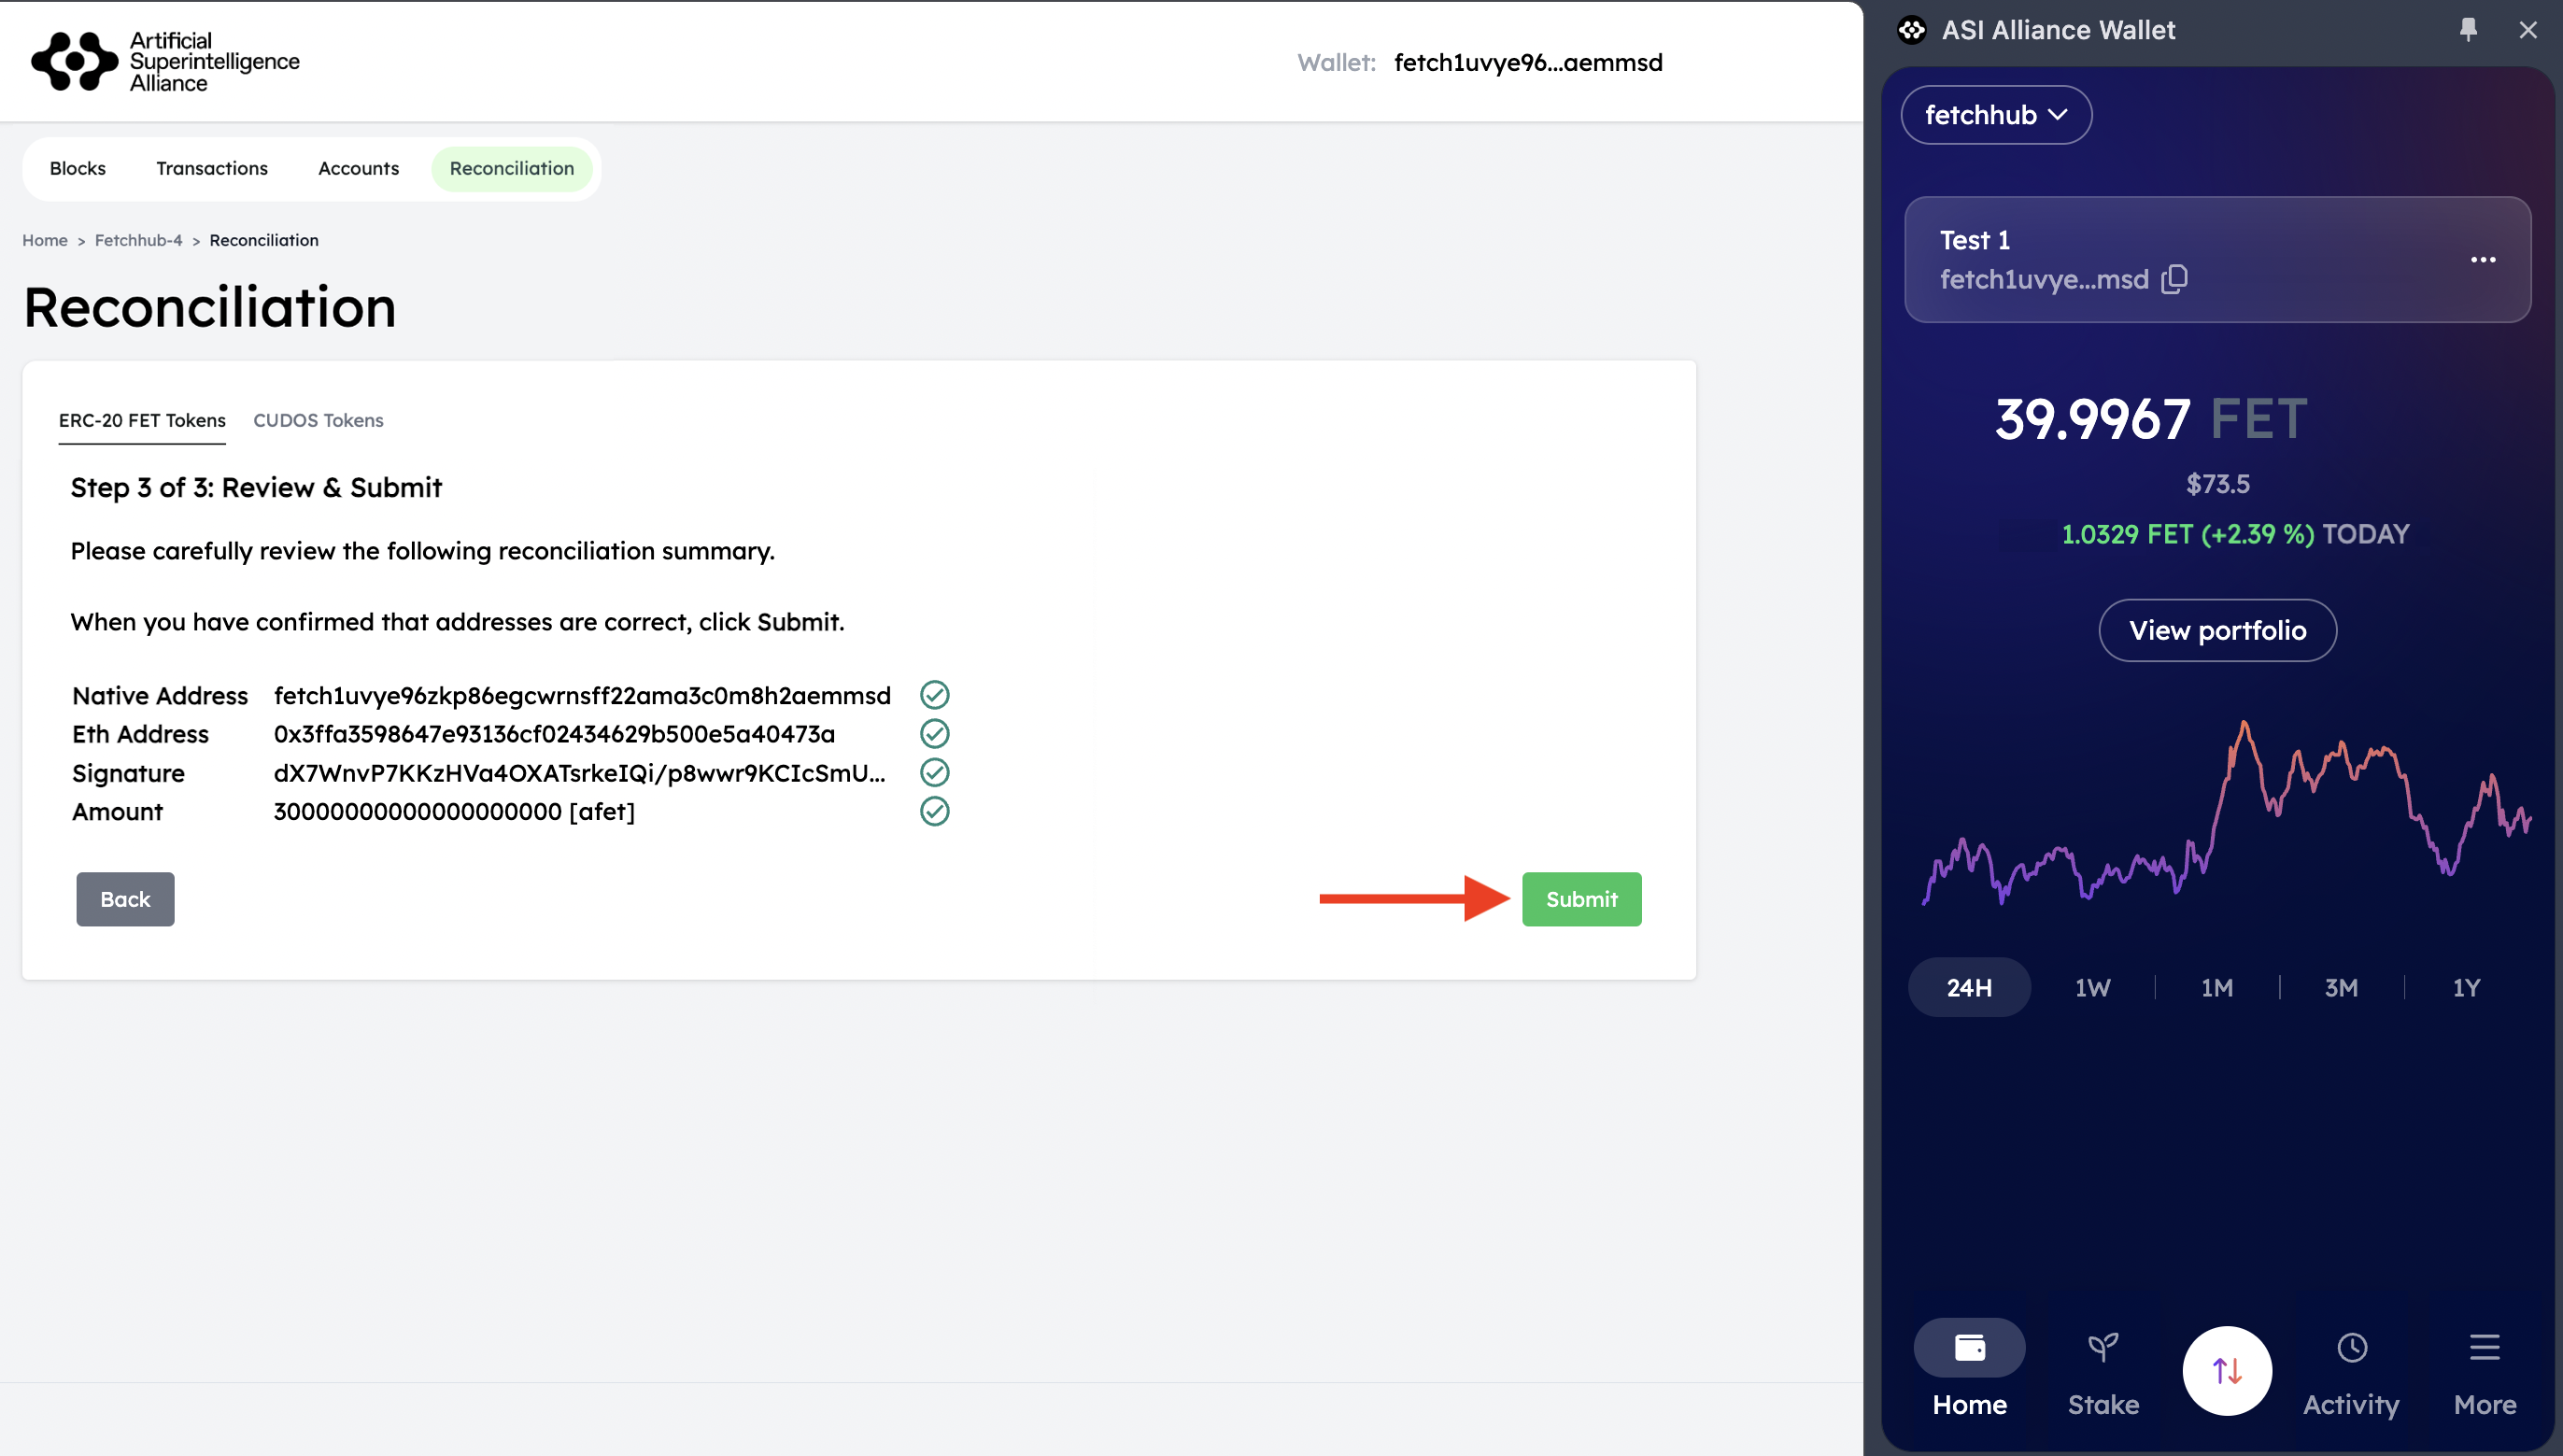 Artificial
Superintelligence
Alliance
Wallet: fetch1uvye96...aemmsd
Blocks Transactions Accounts Reconciliation
Home > Fetchhub-4 > Reconciliation
Reconciliation
ERC-20 FET Tokens CUDOS Tokens
Step 3 of 3: Review & Submit
Please carefully review the following reconciliation summary.
When you have confirmed that addresses are correct, click Submit.
Native Address fetch1uvye96zkp86egcwrnsff22ama3c0m8h2aemmsd
Eth Address 0x3ffa3598647e93136cf02434629b500e5a40473a
Signature dX7WnvP7KKzHVa4OXATsrkeIQi/p8wwr9KCIcSmU...
Amount 30000000000000000000 [afet]
Back Submit
ASI Alliance Wallet
fetchhub
Test 1
fetch1uvye...msd
39.9967 FET
$73.5
1.0329 FET (+2.39 %) TODAY
View portfolio
24H 1W 1M 3M 1Y
Home Stake Activity More